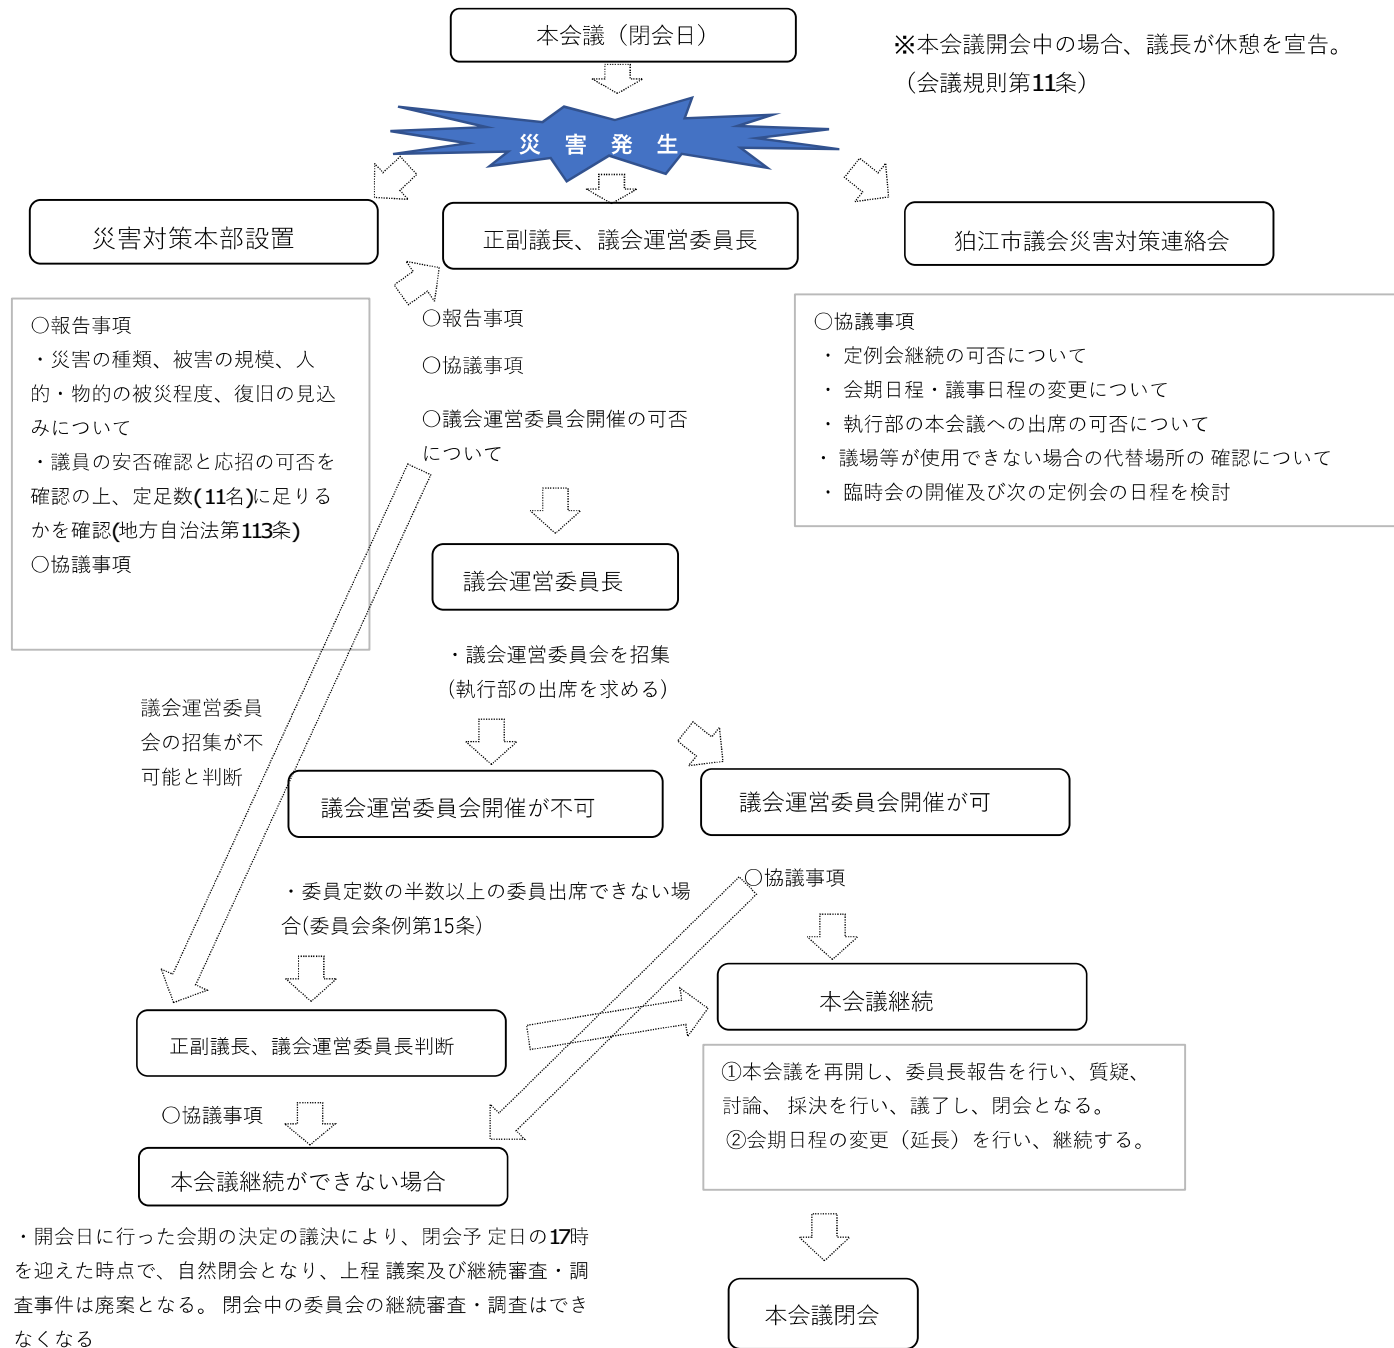 本会議（閉会日）
※本会議開会中の場合、議長が休憩を宣告。
（会議規則第11条）
災 害 発 生
災害対策本部設置
正副議長、議会運営委員長
狛江市議会災害対策連絡会
〇報告事項
・災害の種類、被害の規模、人
的・物的の被災程度、復旧の見込
みについて
・議員の安否確認と応招の可否を
確認の上、定足数(11名)に足りる
かを確認(地方自治法第113条)
〇協議事項
〇報告事項
〇協議事項
〇議会運営委員会開催の可否
について
〇協議事項
・ 定例会継続の可否について
・ 会期日程・議事日程の変更について
・ 執行部の本会議への出席の可否について
・ 議場等が使用できない場合の代替場所の 確認について
・ 臨時会の開催及び次の定例会の日程を検討
議会運営委員長
・議会運営委員会を招集
(執行部の出席を求める)
議会運営委員
会の招集が不
可能と判断
議会運営委員会開催が不可
議会運営委員会開催が可
・委員定数の半数以上の委員出席できない場
合(委員会条例第15条)
〇協議事項
本会議継続
正副議長、議会運営委員長判断
①本会議を再開し、委員長報告を行い、質疑、
討論、 採決を行い、議了し、閉会となる。
②会期日程の変更（延長）を行い、継続する。
〇協議事項
本会議継続ができない場合
・開会日に行った会期の決定の議決により、閉会予 定日の17時
を迎えた時点で、自然閉会となり、上程 議案及び継続審査・調
査事件は廃案となる。 閉会中の委員会の継続審査・調査はでき
なくなる
本会議閉会